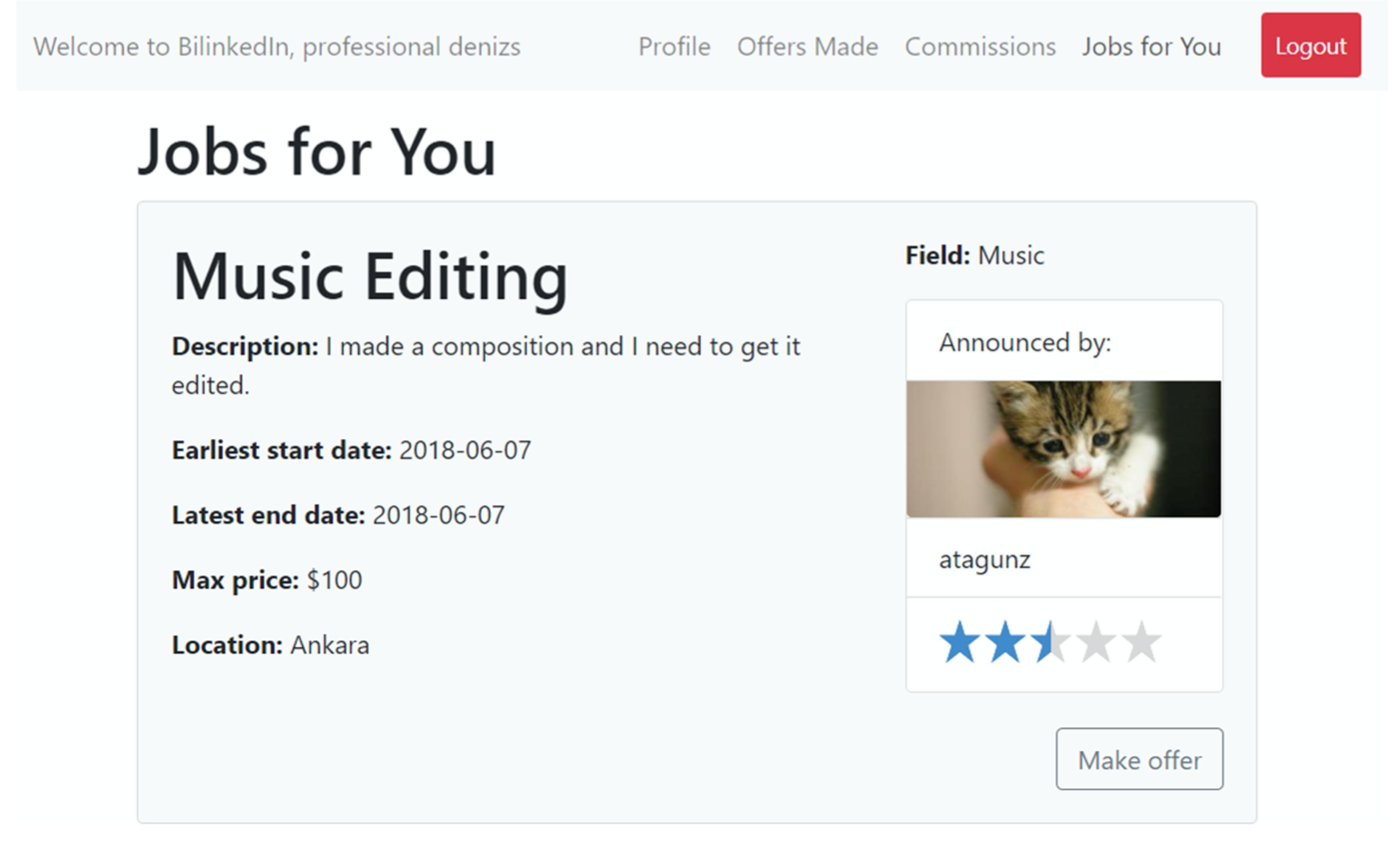 Welcome to BilinkedIn, professional denizs
Profile
Offers Made
Commissions
Jobs for You
Logout
Jobs for You
Music Editing
Description: I made a composition and I need to get it
edited.
Earliest start date: 2018-06-07
Latest end date: 2018-06-07
Max price: $100
Location: Ankara
Field: Music
Announced by:
atagunz
Make offer